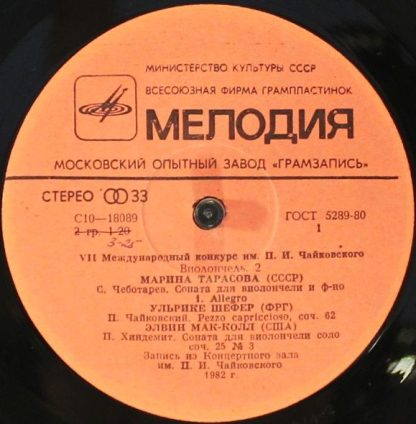 МИНИСТЕРСТВО КУЛЬТУРЫ СССР
ВСЕСОЮЗНАЯ ФИРМА ГРАМПЛАСТИНОК
МЕЛОДИЯ
МОСКОВСКИЙ ОПЫТНЫЙ ЗАВОД «ГРАМЗАПИСЬ»
СТЕРЕО 33
С10—18089
ГОСТ 5289-80
2 гр. 1-20
1
3-25
VII Международный конкурс им. П. И. Чайковского
Виолончель. 2
МАРИНА ТАРАСОВА (СССР)
С. Чеботарев. Соната для виолончели и ф-но
1. Allegro
УЛЬРИКЕ ШЕФЕР (ФРГ)
П. Чайковский. Pezzo capriccioso, соч. 62
ЭЛВИН МАК-КОЛЛ (США)
П. Хиндемит. Соната для виолончели соло
соч. 25 № 3
Запись из Концертного зала
им. П. И. Чайковского
1982 г.